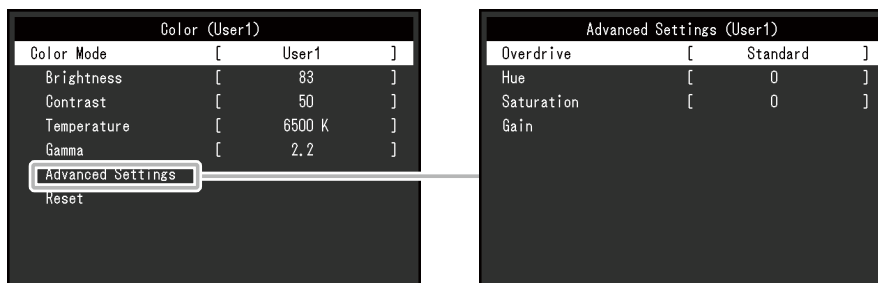 Color (User1)
Color Mode [ User1 ]
Brightness [ 83 ]
Contrast [ 50 ]
Temperature [ 6500 K ]
Gamma [ 2.2 ]
Advanced Settings
Reset
Advanced Settings (User1)
Overdrive [ Standard ]
Hue [ 0 ]
Saturation [ 0 ]
Gain